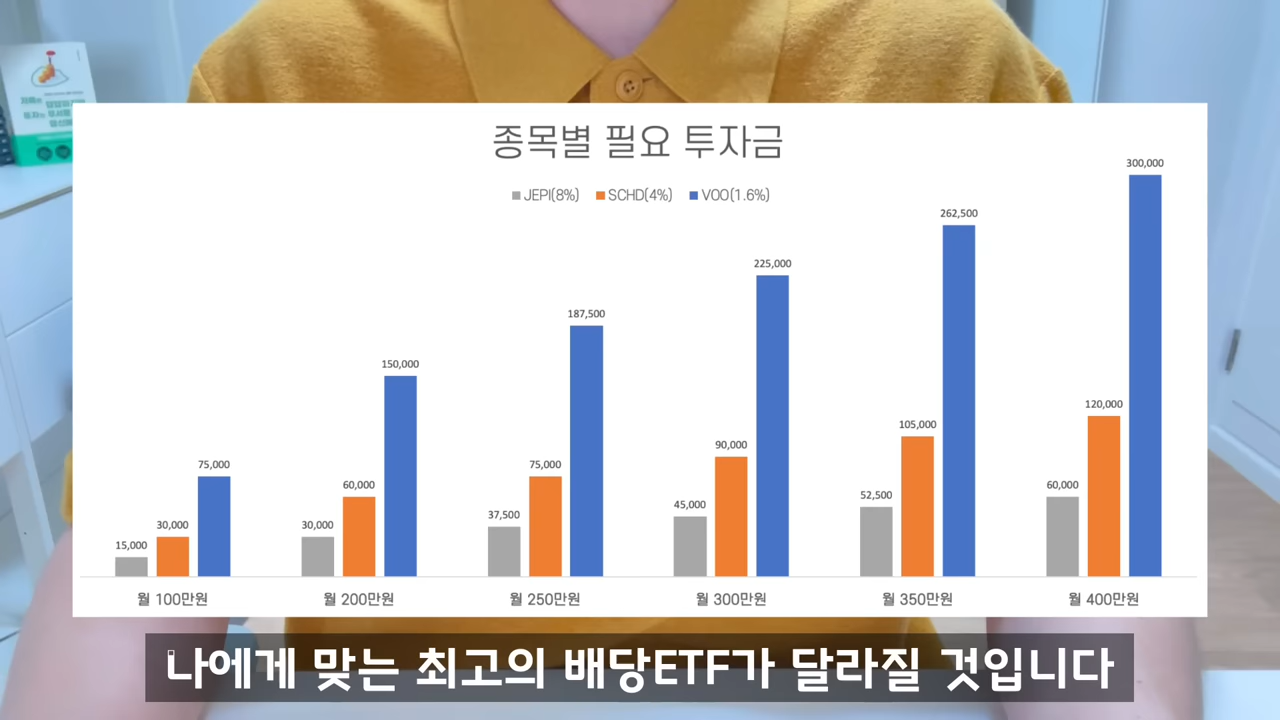 종목별 필요 투자금
JEPI(8%) SCHD(4%) VOO(1.6%)
15,000 30,000 75,000
30,000 60,000 150,000
37,500 75,000 187,500
45,000 90,000 225,000
52,500 105,000 262,500
60,000 120,000 300,000
월 100만원 월 200만원 월 250만원 월 300만원 월 350만원 월 400만원
나에게 맞는 최고의 배당ETF가 달라질 것입니다